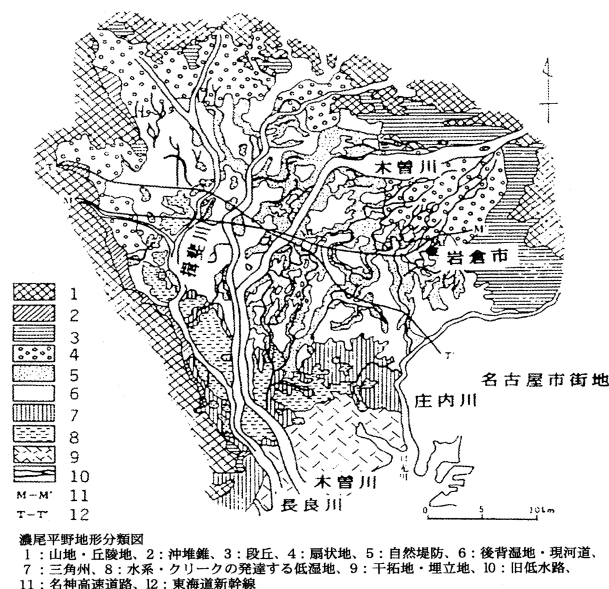 木曽川
T
M
揖斐川
M'
岩倉市
T'
名古屋市街地
庄内川
木曽川
長良川
0 5 10km
1
2
3
4
5
6
7
8
9
10
M−M' 11
T−T' 12
濃尾平野地形分類図
1：山地・丘陵地、2：沖堆錐、3：段丘、4：扇状地、5：自然堤防、6：後背湿地・現河道、
7：三角州、8：水系・クリークの発達する低湿地、9：干拓地・埋立地、10：旧低水路、
11：名神高速道路、12：東海道新幹線